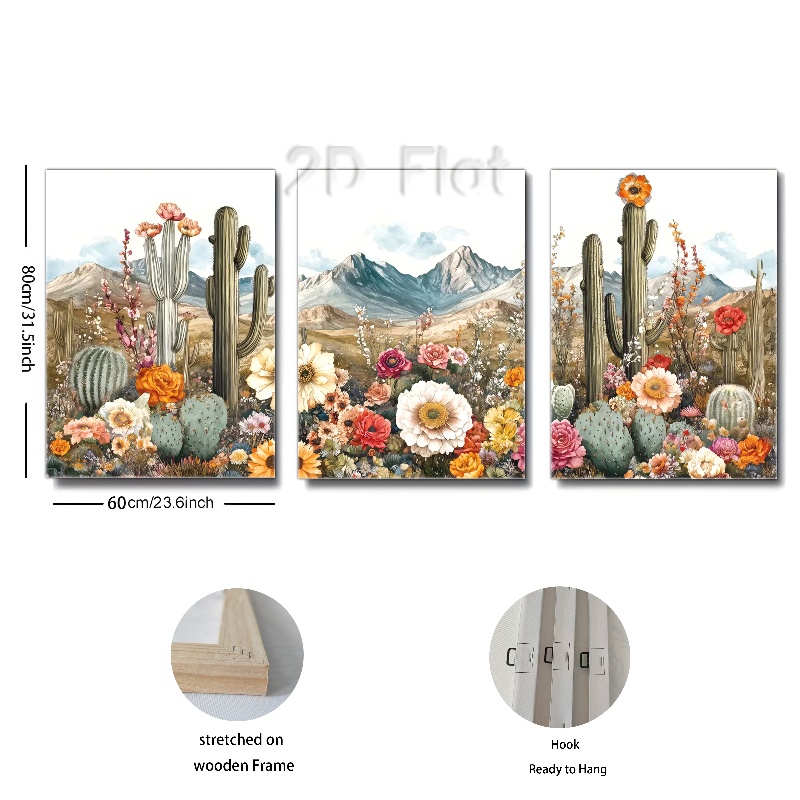 2D Flat
80cm/31.5inch
60cm/23.6inch
stretched on
wooden Frame
Hook
Ready to Hang